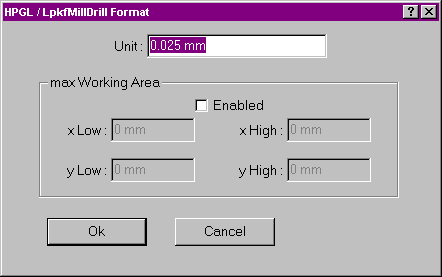 HPGL / LpkfMillDrill Format
Unit : 0.025 mm
max Working Area
Enabled
x Low : 0 mm x High : 0 mm
y Low : 0 mm y High : 0 mm
Ok Cancel